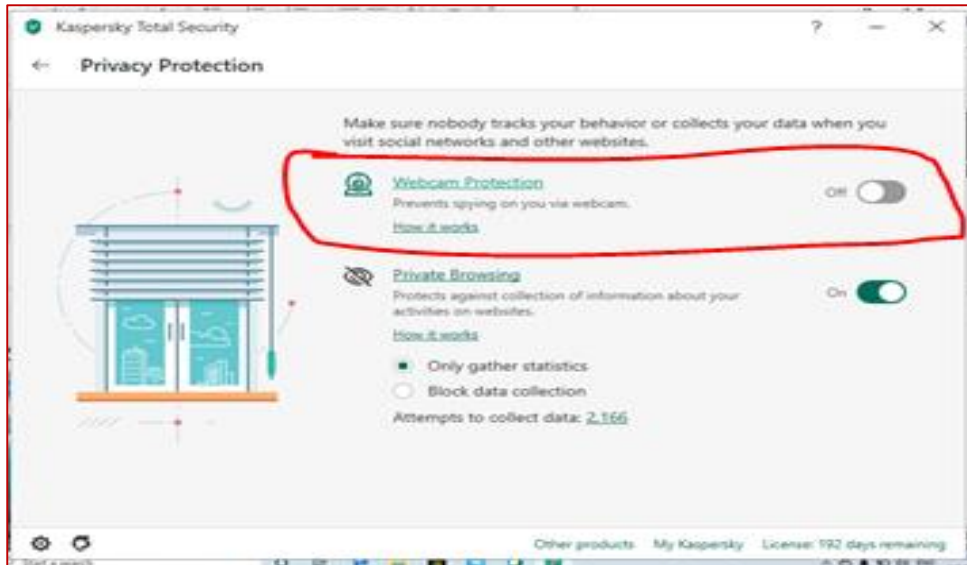 Kaspersky Total Security
?
Privacy Protection
Make sure nobody tracks your behavior or collects your data when you
visit social networks and other websites.
Webcam Protection
Off
Prevents spying on you via webcam.
How it works
Private Browsing
On
Protects against collection of information about your
activities on websites.
How it works
Only gather statistics
Block data collection
Attempts to collect data: 2,166
Other products My Kaspersky License: 192 days remaining